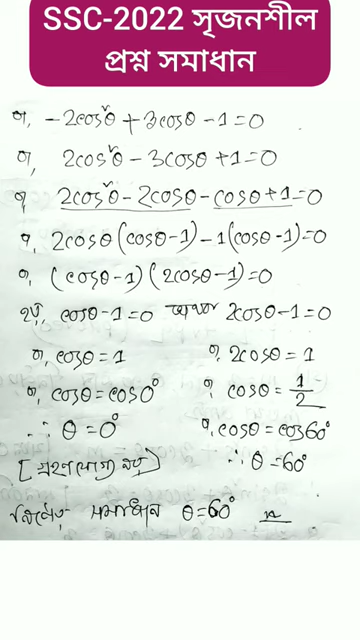 SSC-2022 সৃজনশীল
প্রশ্ন সমাধান
বা, -2cos²θ + 3cosθ - 1 = 0
বা, 2cos²θ - 3cosθ + 1 = 0
বা, 2cos²θ - 2cosθ - cosθ + 1 = 0
বা, 2cosθ(cosθ - 1) - 1(cosθ - 1) = 0
বা, (cosθ - 1)(2cosθ - 1) = 0
হয়, cosθ - 1 = 0 অথবা 2cosθ - 1 = 0
বা, cosθ = 1 বা, 2cosθ = 1
বা, cosθ = cos0° বা, cosθ = 1/2
∴ θ = 0° বা, cosθ = cos60°
[গ্রহণযোগ্য নয়] ∴ θ = 60°
নির্ণেয় সমাধান θ = 60°